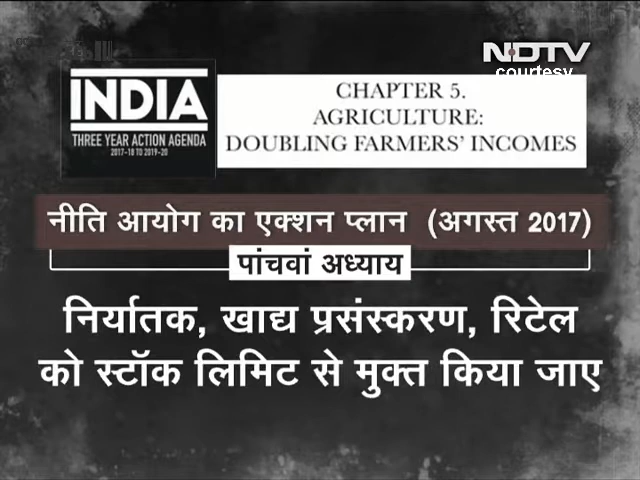 NDTV
courtesy
INDIA
THREE YEAR ACTION AGENDA
2017-18 TO 2019-20
CHAPTER 5.
AGRICULTURE:
DOUBLING FARMERS' INCOMES
नीति आयोग का एक्शन प्लान (अगस्त 2017)
पांचवां अध्याय
निर्यातक, खाद्य प्रसंस्करण, रिटेल
को स्टॉक लिमिट से मुक्त किया जाए